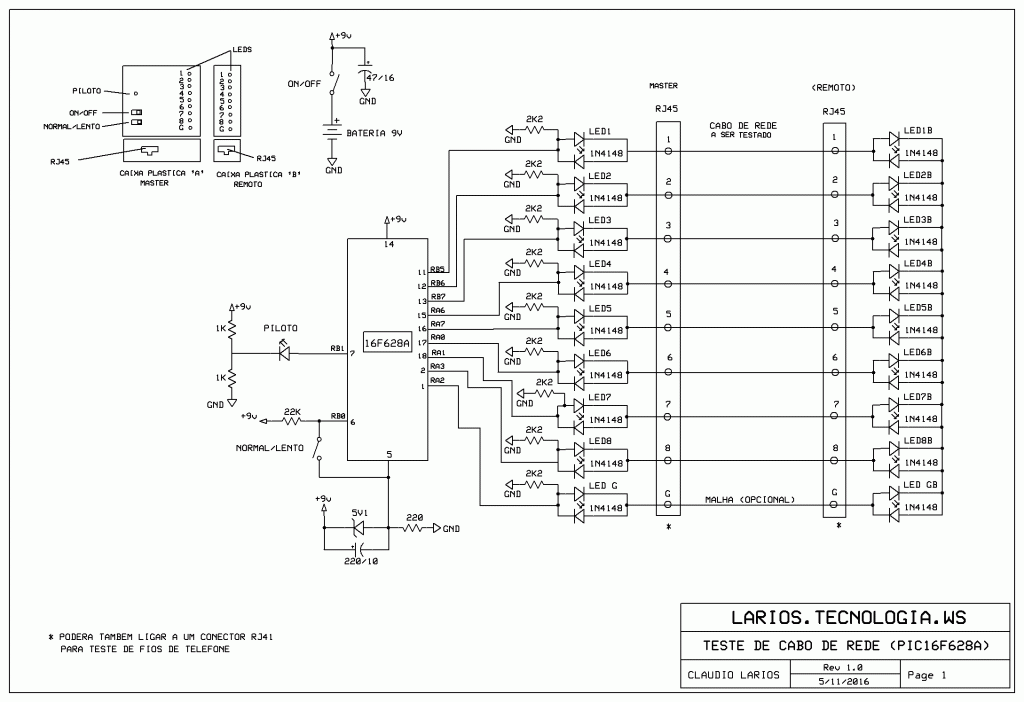 +9v
LEDS
1
2
3
4
5
6
7
8
G
1
2
3
4
5
6
7
8
G
PILOTO
ON/OFF
NORMAL/LENTO
RJ45
RJ45
CAIXA PLASTICA 'A'
MASTER
CAIXA PLASTICA 'B'
REMOTO
ON/OFF
+
47/16
GND
+
BATERIA 9V
GND
MASTER
RJ45
(REMOTO)
RJ45
CABO DE REDE
A SER TESTADO
2K2
GND
LED1
1N4148
1
1
LED1B
1N4148
2K2
GND
LED2
1N4148
2
2
LED2B
1N4148
2K2
GND
LED3
1N4148
3
3
LED3B
1N4148
2K2
GND
LED4
1N4148
4
4
LED4B
1N4148
2K2
GND
LED5
1N4148
5
5
LED5B
1N4148
2K2
GND
LED6
1N4148
6
6
LED6B
1N4148
2K2
GND
LED7
1N4148
7
7
LED7B
1N4148
2K2
GND
LED8
1N4148
8
8
LED8B
1N4148
2K2
GND
LED G
1N4148
G
MALHA (OPCIONAL)
G
LED GB
1N4148
*
*
+9v
14
11 RB5
12 RB6
13 RB7
15 RA6
16 RA7
17 RA0
18 RA1
2 RA3
1 RA2
16F628A
+9v
1K
PILOTO
RB1
7
1K
GND
+9v
22K
RB0
6
NORMAL/LENTO
5
+9v
5V1
220
GND
+
220/10
* PODERA TAMBEM LIGAR A UM CONECTOR RJ41
PARA TESTE DE FIOS DE TELEFONE
LARIOS.TECNOLOGIA.WS
TESTE DE CABO DE REDE (PIC16F628A)
CLAUDIO LARIOS
Rev 1.0
5/11/2016
Page 1